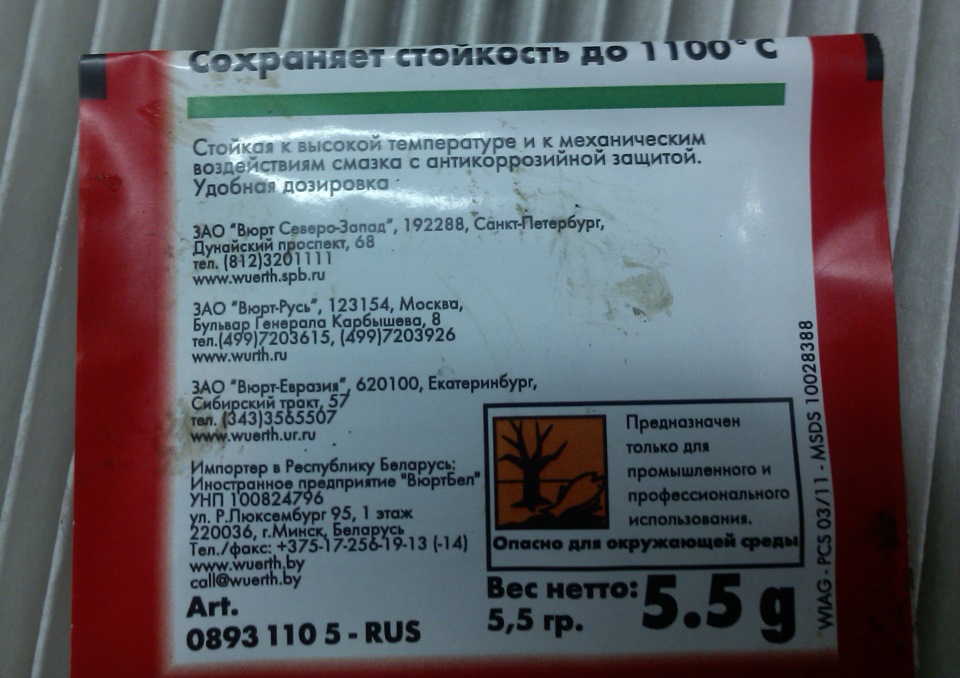 Сохраняет стойкость до 1100°C
Стойкая к высокой температуре и к механическим
воздействиям смазка с антикоррозийной защитой.
Удобная дозировка
ЗАО "Вюрт Северо-Запад", 192288, Санкт-Петербург,
Дунайский проспект, 68
тел. (812)3201111
www.wuerth.spb.ru
ЗАО "Вюрт-Русь", 123154, Москва,
Бульвар Генерала Карбышева, 8
тел.(499)7203615, (499)7203926
www.wurth.ru
ЗАО "Вюрт-Евразия", 620100, Екатеринбург,
Сибирский тракт, 57
тел. (343)3565507
www.wuerth.ur.ru
Импортер в Республику Беларусь:
Иностранное предприятие "ВюртБел"
УНП 100824796
ул. Р.Люксембург 95, 1 этаж
220036, г.Минск, Беларусь
Тел./факс: +375-17-256-19-13 (-14)
www.wuerth.by
call@wuerth.by
Art.
0893 110 5 - RUS
Предназначен
только для
промышленного и
профессионального
использования.
Опасно для окружающей среды
Вес нетто:
5,5 гр.
5.5 g
WIAG - PCS 03/11 - MSDS 10028388